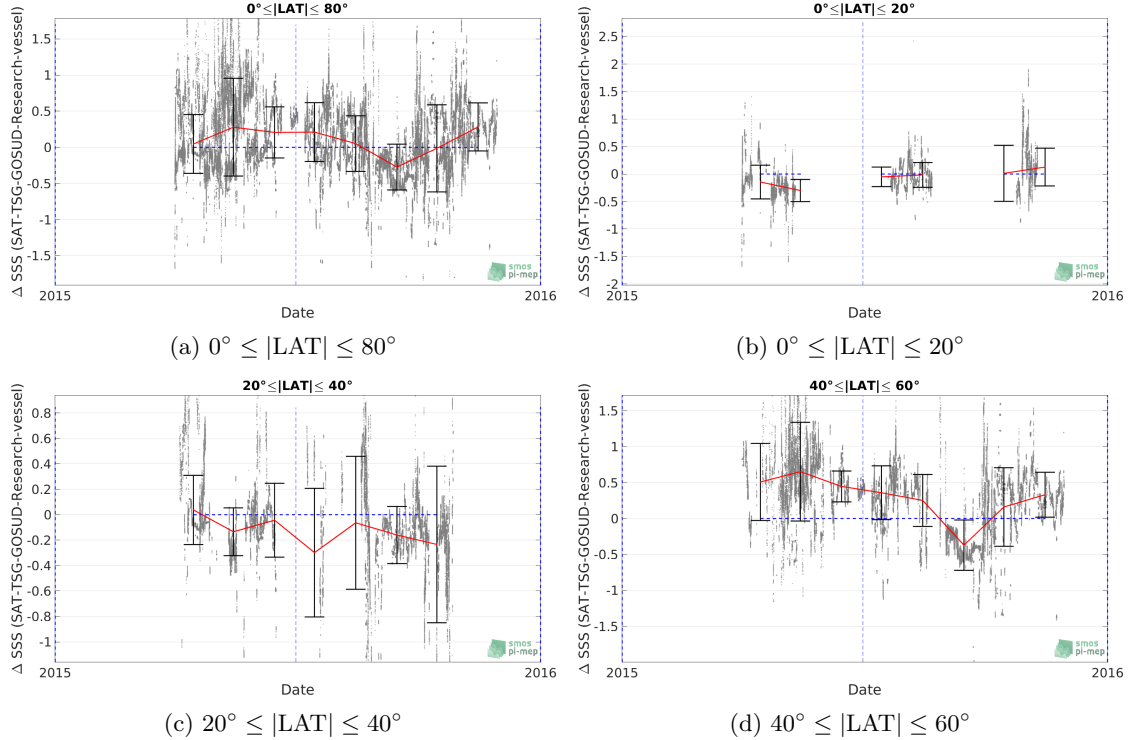 0°≤|LAT|≤ 80°
Δ SSS (SAT-TSG-GOSUD-Research-vessel)
1.5
1
0.5
0
-0.5
-1
-1.5
2015
2016
Date
smos
pi-mep
(a) 0° ≤ |LAT| ≤ 80°
0°≤|LAT|≤ 20°
Δ SSS (SAT-TSG-GOSUD-Research-vessel)
2.5
2
1.5
1
0.5
0
-0.5
-1
-1.5
-2
2015
2016
Date
smos
pi-mep
(b) 0° ≤ |LAT| ≤ 20°
20°≤|LAT|≤ 40°
Δ SSS (SAT-TSG-GOSUD-Research-vessel)
0.8
0.6
0.4
0.2
0
-0.2
-0.4
-0.6
-0.8
-1
2015
2016
Date
smos
pi-mep
(c) 20° ≤ |LAT| ≤ 40°
40°≤|LAT|≤ 60°
Δ SSS (SAT-TSG-GOSUD-Research-vessel)
1.5
1
0.5
0
-0.5
-1
-1.5
2015
2016
Date
smos
pi-mep
(d) 40° ≤ |LAT| ≤ 60°